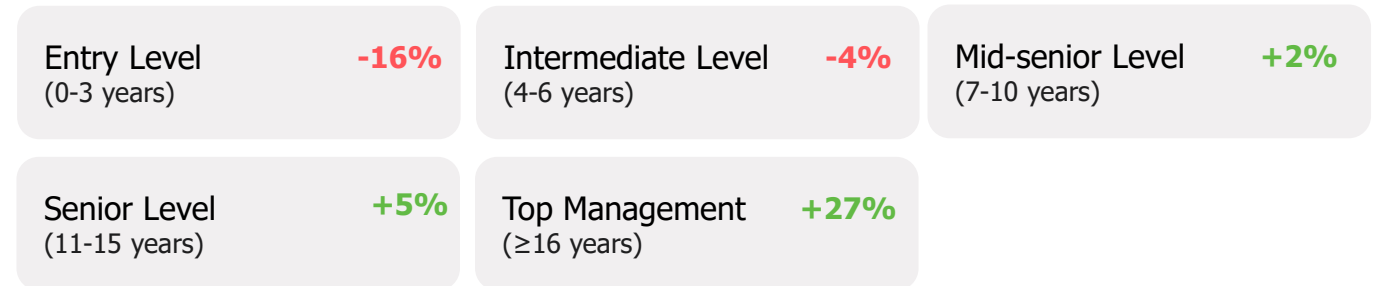 Entry Level -16%
(0-3 years)
Intermediate Level -4%
(4-6 years)
Mid-senior Level +2%
(7-10 years)
Senior Level +5%
(11-15 years)
Top Management +27%
(≥16 years)